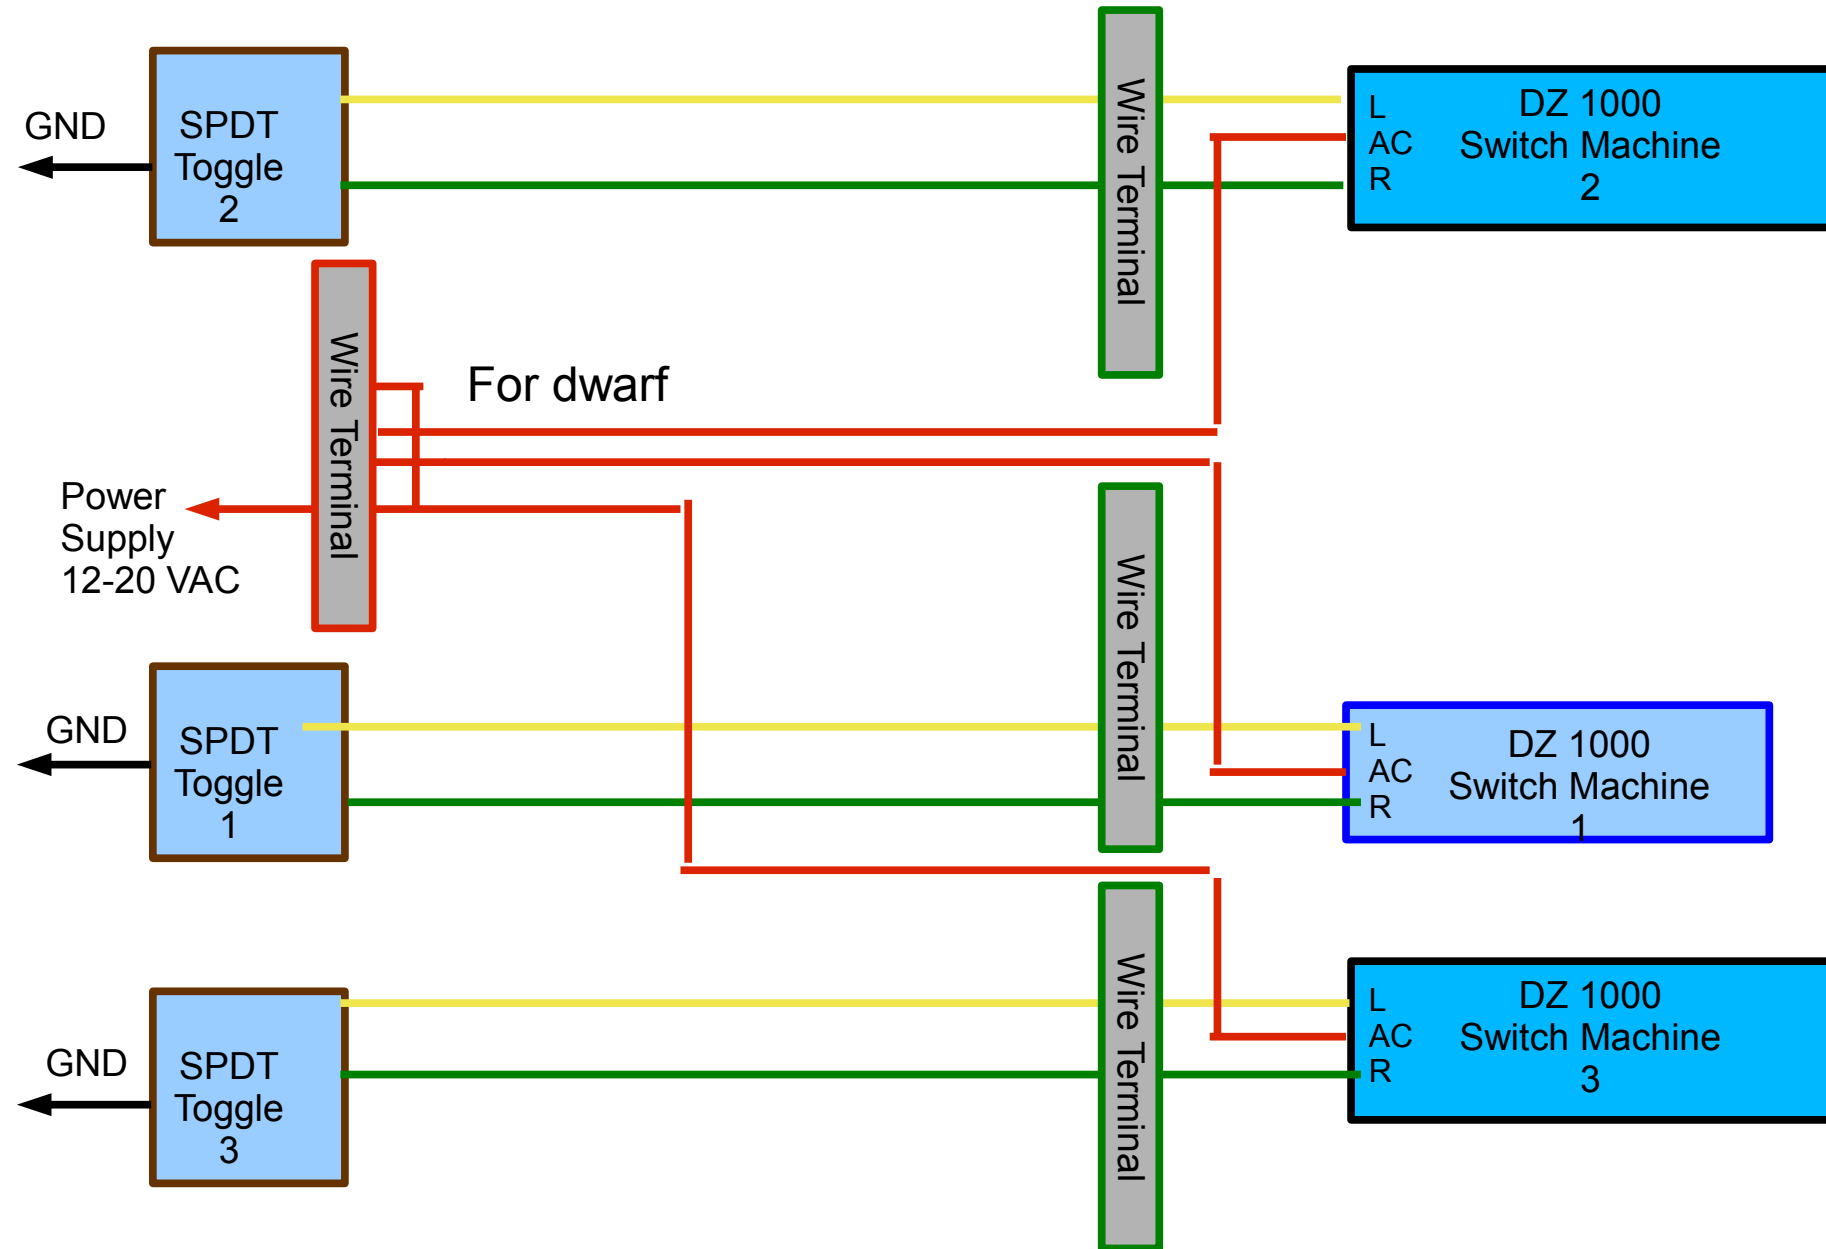 GND
SPDT
Toggle
2
Wire Terminal
L
AC
R
DZ 1000
Switch Machine
2
Wire Terminal
For dwarf
Power
Supply
12-20 VAC
Wire Terminal
GND
SPDT
Toggle
1
L
AC
R
DZ 1000
Switch Machine
1
GND
SPDT
Toggle
3
Wire Terminal
L
AC
R
DZ 1000
Switch Machine
3